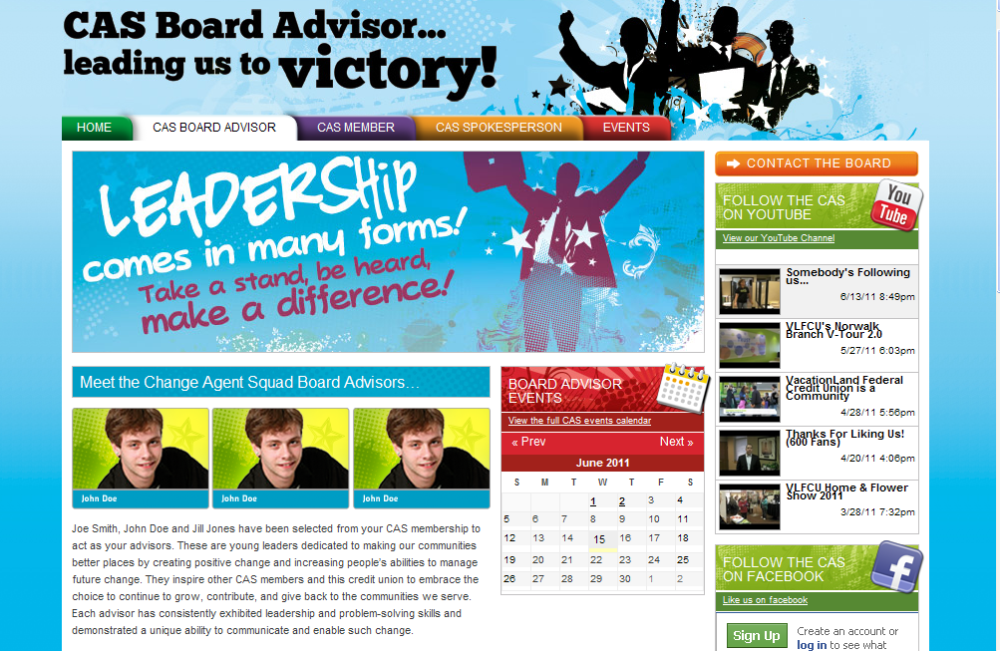 CAS Board Advisor...
leading us to victory!
HOME
CAS BOARD ADVISOR
CAS MEMBER
CAS SPOKESPERSON
EVENTS
LEADERSHiP
comes in many forms!
Take a stand, be heard,
make a difference!
CONTACT THE BOARD
FOLLOW THE CAS
ON YOUTUBE
You
Tube
View our YouTube Channel
Somebody's Following
us...
6/13/11 8:49pm
VLFCU's Norwalk
Branch V-Tour 2.0
5/27/11 6:03pm
VacationLand Federal
Credit Union is a
Community
4/28/11 5:56pm
Thanks For Liking Us!
(600 Fans)
4/20/11 4:06pm
VLFCU Home & Flower
Show 2011
3/28/11 7:32pm
FOLLOW THE CAS
ON FACEBOOK
f
Like us on facebook
Sign Up
Create an account or
log in to see what
Meet the Change Agent Squad Board Advisors...
John Doe
John Doe
John Doe
Joe Smith, John Doe and Jill Jones have been selected from your CAS membership to
act as your advisors. These are young leaders dedicated to making our communities
better places by creating positive change and increasing people's abilities to manage
future change. They inspire other CAS members and this credit union to embrace the
choice to continue to grow, contribute, and give back to the communities we serve.
Each advisor has consistently exhibited leadership and problem-solving skills and
demonstrated a unique ability to communicate and enable such change.
BOARD ADVISOR
EVENTS
View the full CAS events calendar
« Prev
Next »
June 2011
S M T W T F S
1 2 3 4
5 6 7 8 9 10 11
12 13 14 15 16 17 18
19 20 21 22 23 24 25
26 27 28 29 30 1 2